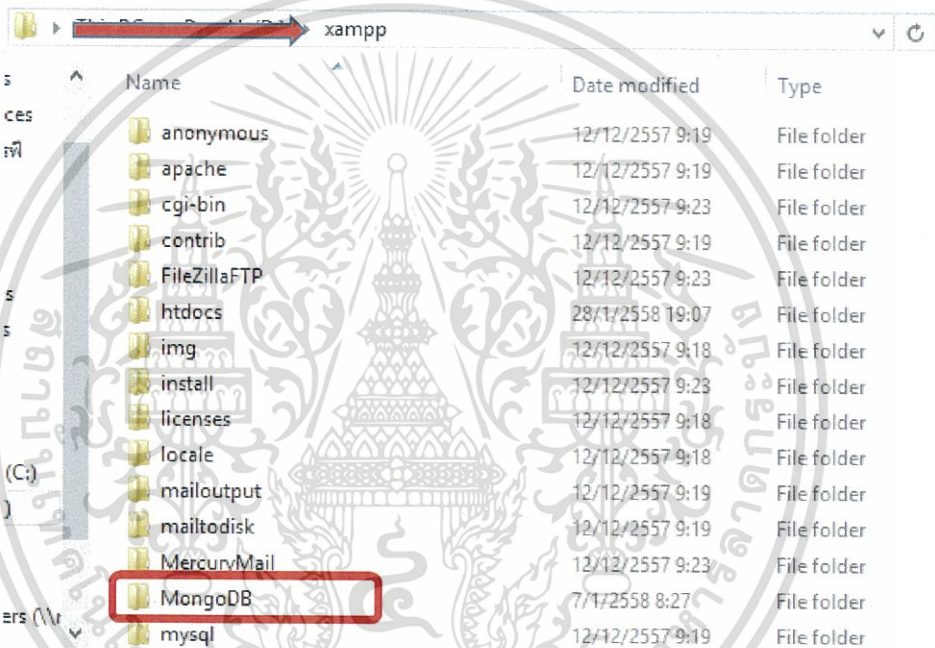 xampp
Name Date modified Type
anonymous 12/12/2557 9:19 File folder
ces
apache 12/12/2557 9:19 File folder
cgi-bin 12/12/2557 9:23 File folder
contrib 12/12/2557 9:19 File folder
FileZillaFTP 12/12/2557 9:23 File folder
htdocs 28/1/2558 19:07 File folder
img 12/12/2557 9:18 File folder
install 12/12/2557 9:23 File folder
licenses 12/12/2557 9:18 File folder
locale 12/12/2557 9:18 File folder
(C:)
mailoutput 12/12/2557 9:19 File folder
mailtodisk 12/12/2557 9:19 File folder
MercuryMail 12/12/2557 9:23 File folder
MongoDB 7/1/2558 8:27 File folder
ers (\\r
mysql 12/12/2557 9:19 File folder